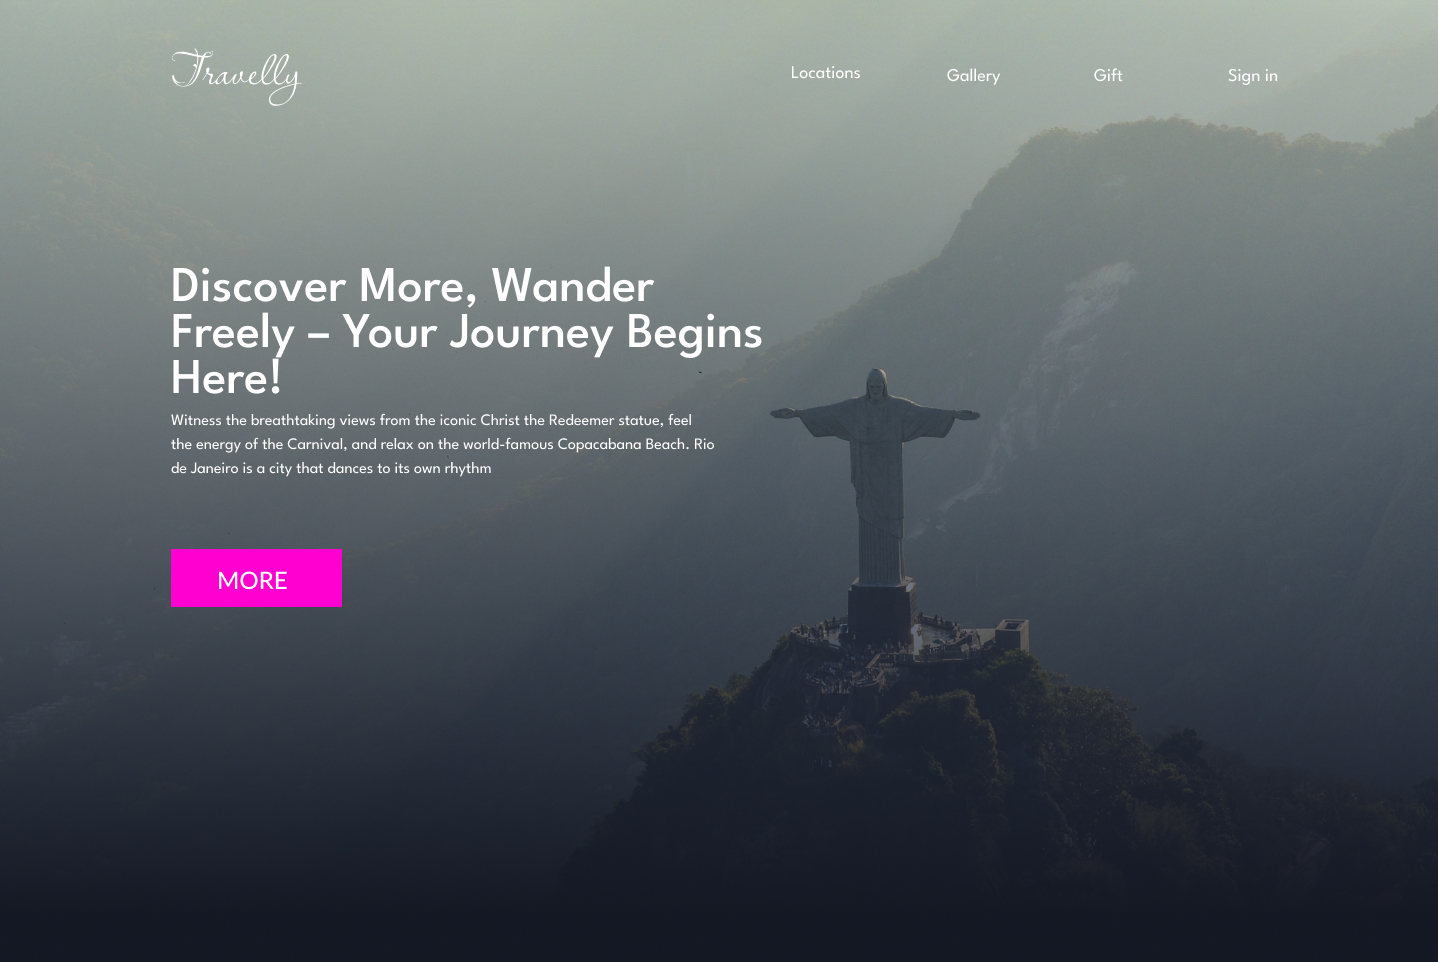 Travelly
Locations
Gallery
Gift
Sign in
Discover More, Wander
Freely – Your Journey Begins
Here!
Witness the breathtaking views from the iconic Christ the Redeemer statue, feel
the energy of the Carnival, and relax on the world-famous Copacabana Beach. Rio
de Janeiro is a city that dances to its own rhythm
MORE